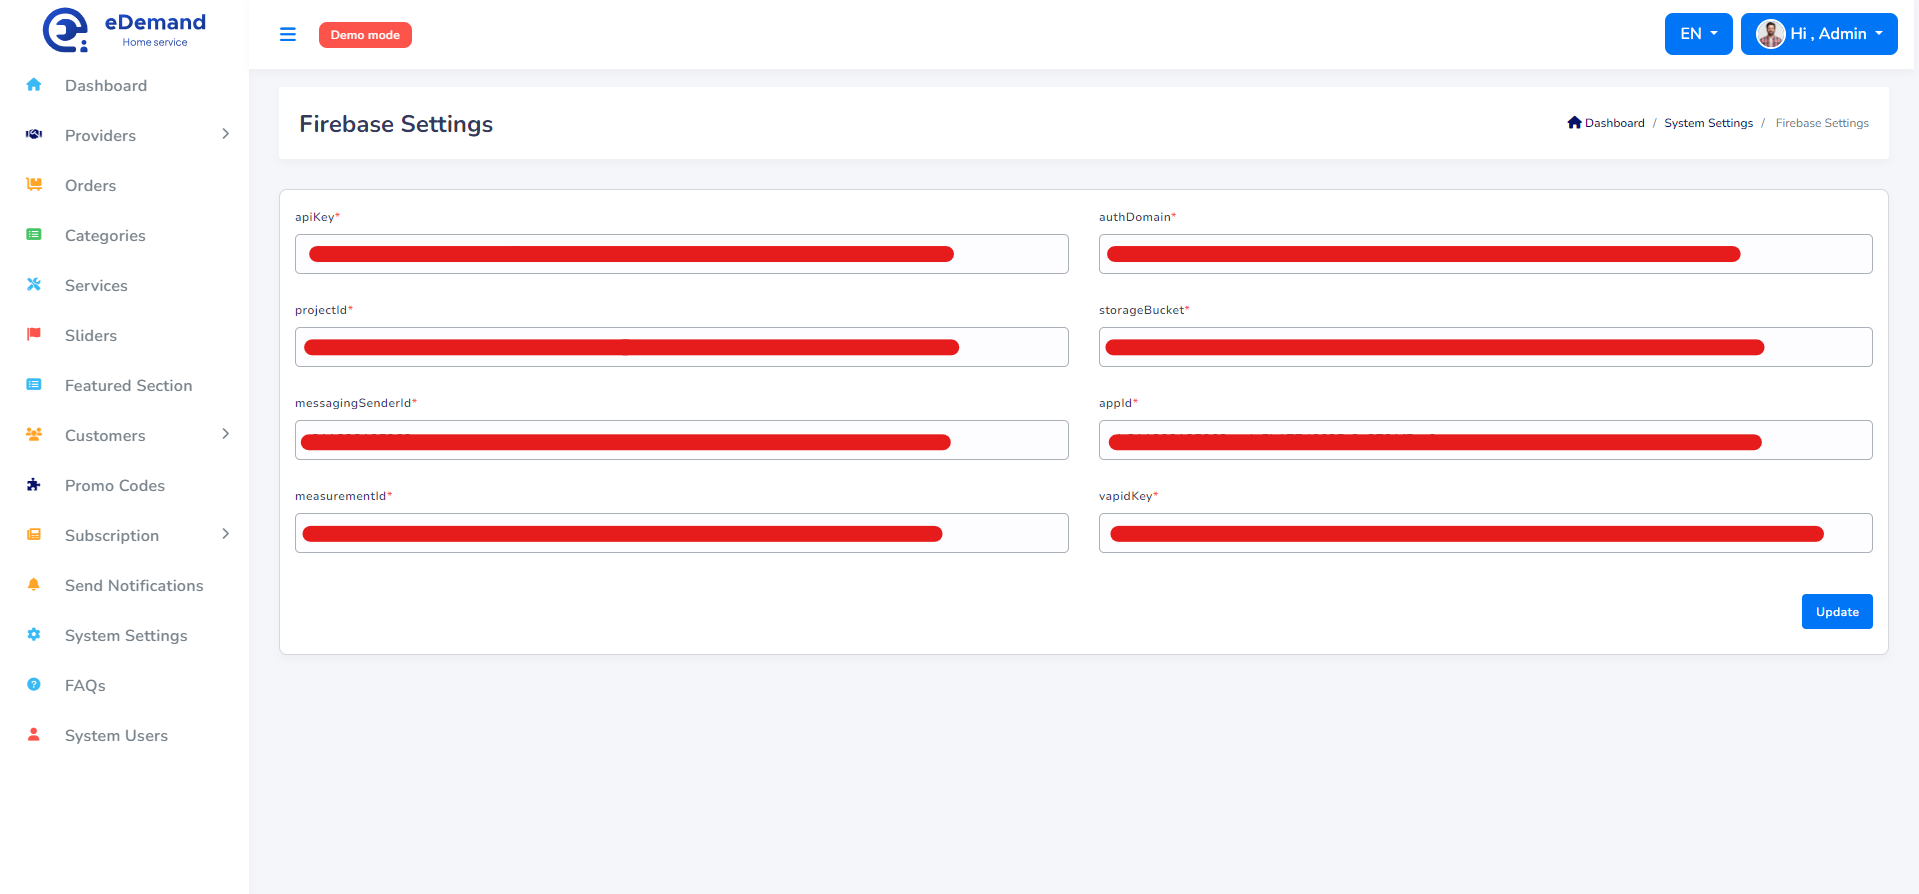 eDemand
Home service
Demo mode
EN
Hi , Admin
Dashboard
Providers
Orders
Categories
Services
Sliders
Featured Section
Customers
Promo Codes
Subscription
Send Notifications
System Settings
FAQs
System Users
Firebase Settings
Dashboard / System Settings / Firebase Settings
apiKey*
authDomain*
projectId*
storageBucket*
messagingSenderId*
appId*
measurementId*
vapidKey*
Update